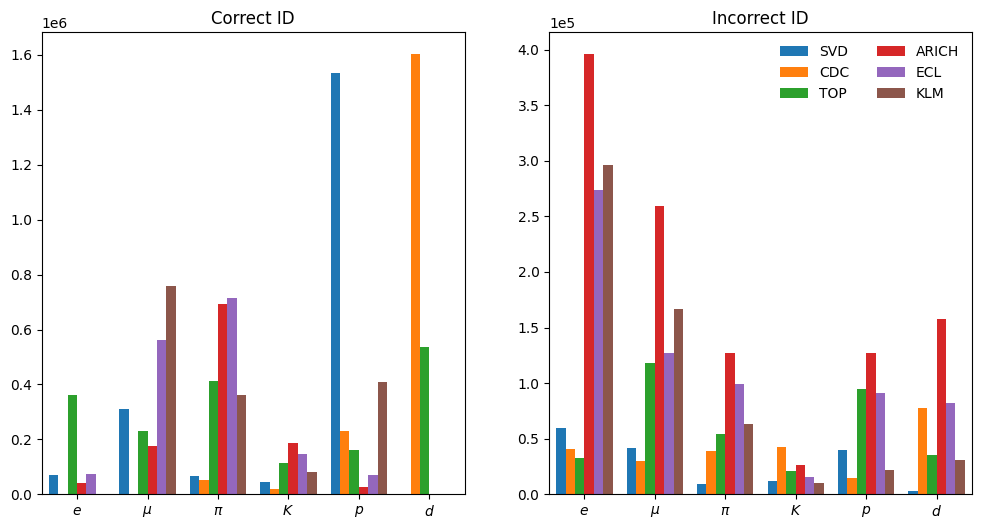 Correct ID
1e6
1.6
1.4
1.2
1.0
0.8
0.6
0.4
0.2
0.0
e μ π K p d
Incorrect ID
1e5
4.0
3.5
3.0
2.5
2.0
1.5
1.0
0.5
0.0
e μ π K p d
SVD ARICH
CDC ECL
TOP KLM